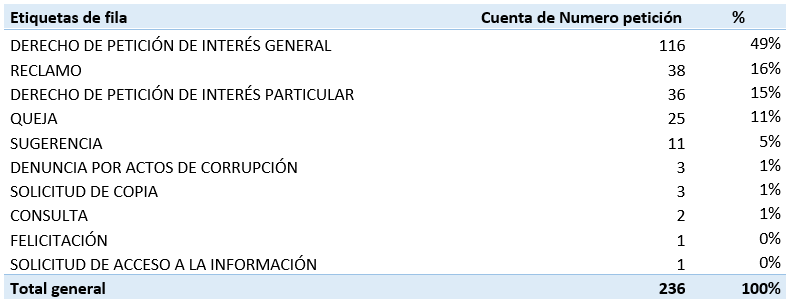 Etiquetas de fila Cuenta de Numero petición %
DERECHO DE PETICIÓN DE INTERÉS GENERAL 116 49%
RECLAMO 38 16%
DERECHO DE PETICIÓN DE INTERÉS PARTICULAR 36 15%
QUEJA 25 11%
SUGERENCIA 11 5%
DENUNCIA POR ACTOS DE CORRUPCIÓN 3 1%
SOLICITUD DE COPIA 3 1%
CONSULTA 2 1%
FELICITACIÓN 1 0%
SOLICITUD DE ACCESO A LA INFORMACIÓN 1 0%
Total general 236 100%